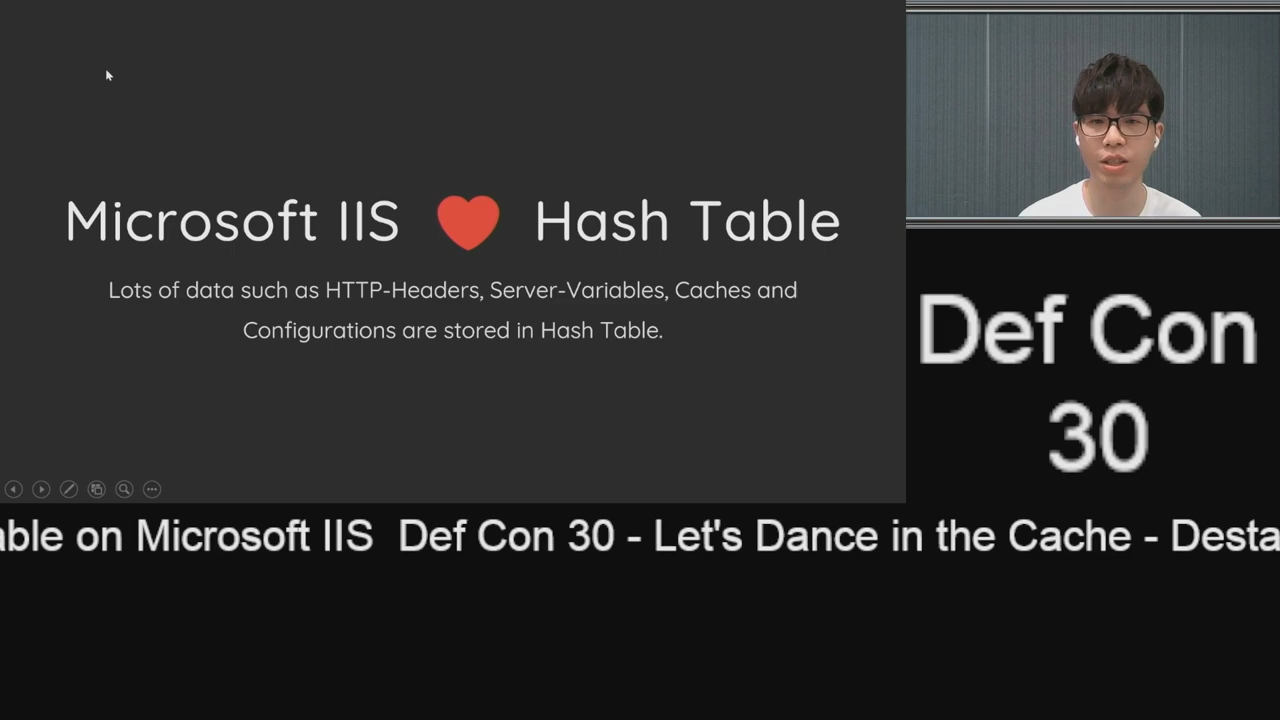 Microsoft IIS ❤ Hash Table
Lots of data such as HTTP-Headers, Server-Variables, Caches and
Configurations are stored in Hash Table.
Def Con
30
able on Microsoft IIS Def Con 30 - Let's Dance in the Cache - Desta